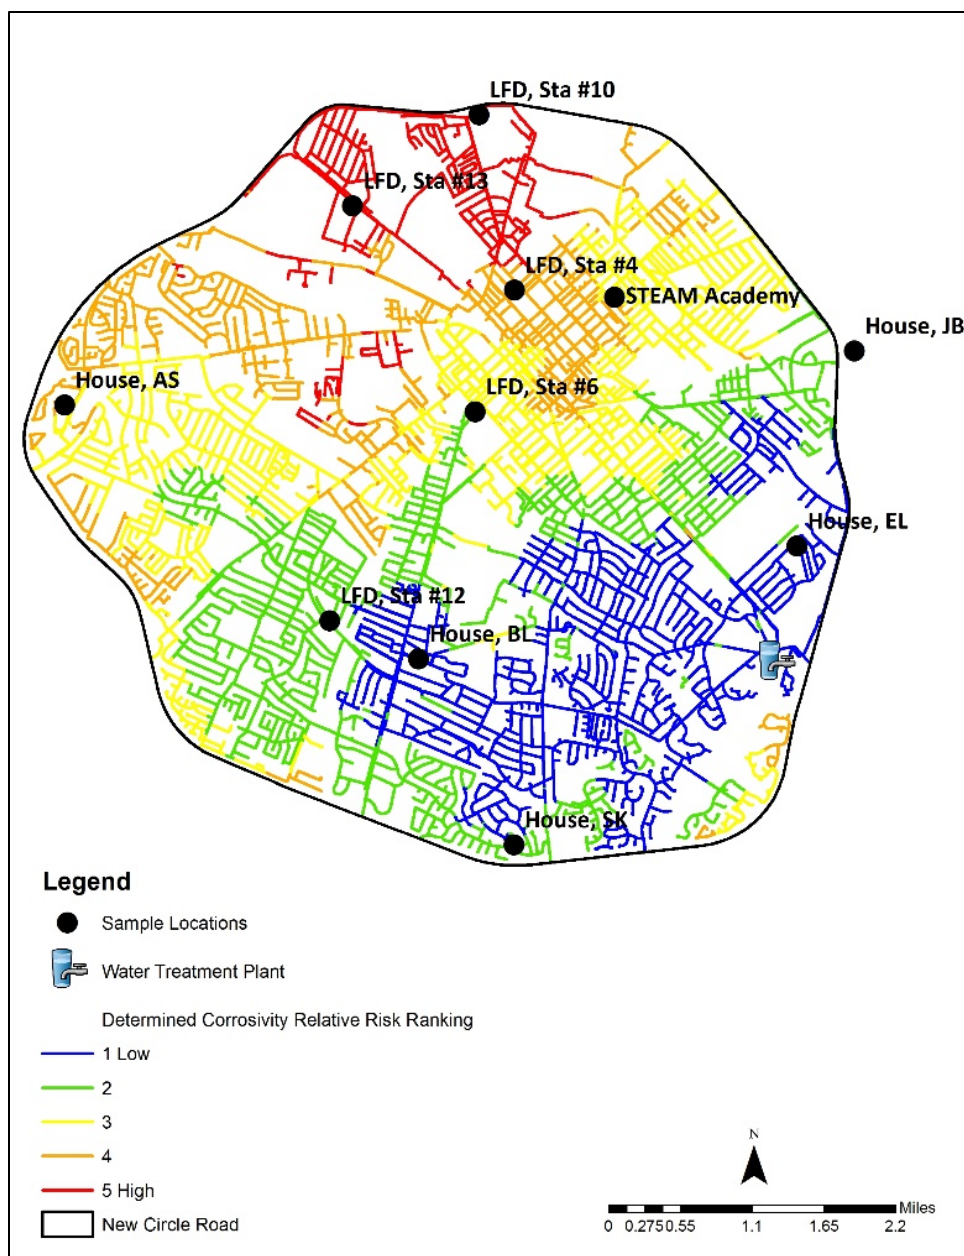 LFD, Sta #10
LFD, Sta #13
LFD, Sta #4
STEAM Academy
House, JB
House, AS
LFD, Sta #6
House, EL
LFD, Sta #12
House, BL
House, SK
Legend
Sample Locations
Water Treatment Plant
Determined Corrosivity Relative Risk Ranking
1 Low
2
3
4
5 High
New Circle Road
N
Miles
0 0.275 0.55 1.1 1.65 2.2